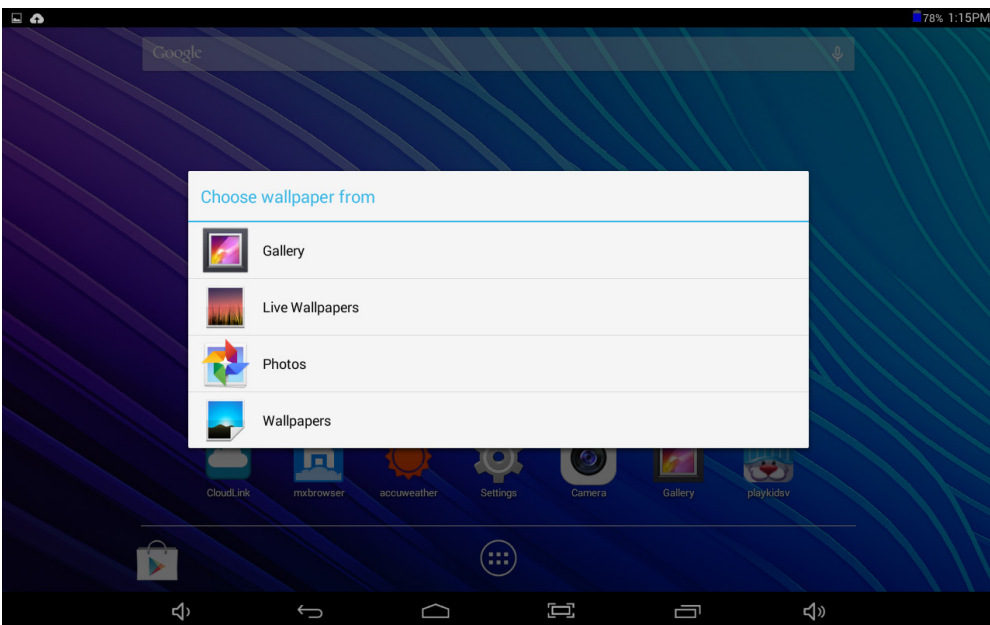 78% 1:15PM
Google
Choose wallpaper from
Gallery
Live Wallpapers
Photos
Wallpapers
CloudLink mxbrowser accuweather Settings Camera Gallery playkidsv